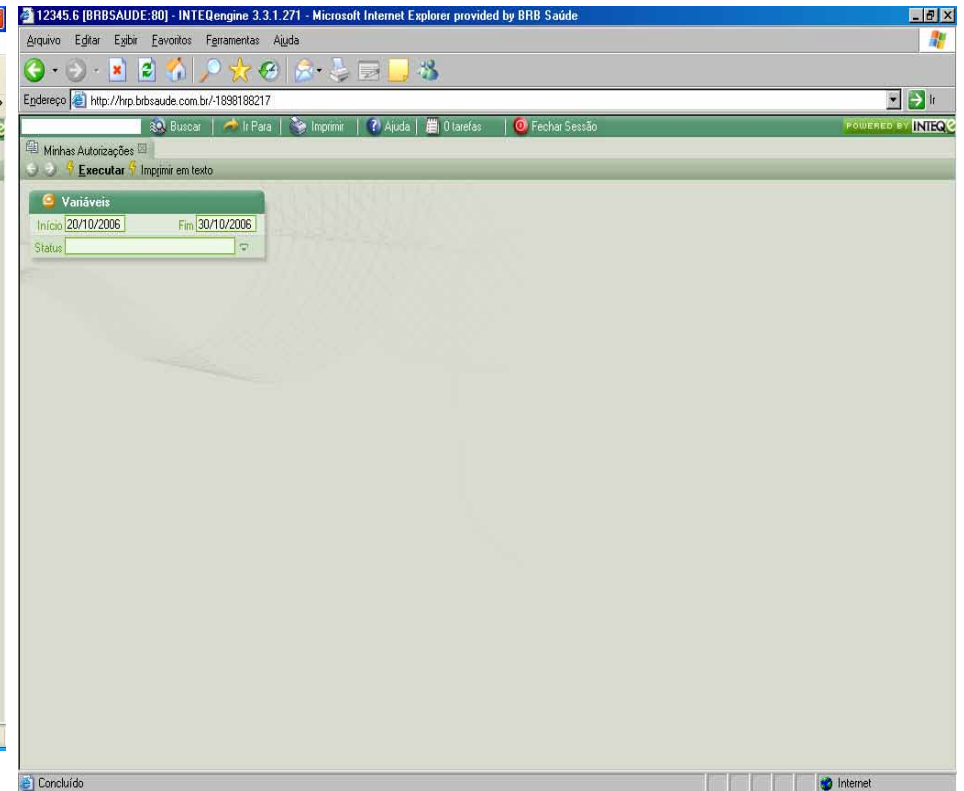 12345.6 [BRBSAUDE:80] - INTEQengine 3.3.1.271 - Microsoft Internet Explorer provided by BRB Saúde
Arquivo Editar Exibir Favoritos Ferramentas Ajuda
Endereço http://hrp.brbsaude.com.br/-1898188217 Ir
Buscar Ir Para Imprimir Ajuda 0 tarefas Fechar Sessão POWERED BY INTEQ
Minhas Autorizações
Executar Imprimir em texto
Variáveis
Início 20/10/2006 Fim 30/10/2006
Status
Concluído Internet